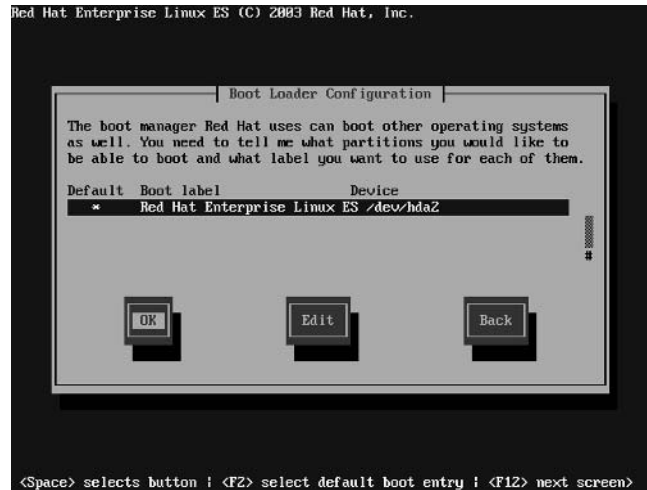 Red Hat Enterprise Linux ES (C) 2003 Red Hat, Inc.
Boot Loader Configuration
The boot manager Red Hat uses can boot other operating systems
as well. You need to tell me what partitions you would like to
be able to boot and what label you want to use for each of them.
Default Boot label Device
* Red Hat Enterprise Linux ES /dev/hda2
#
OK Edit Back
<Space> selects button | <F2> select default boot entry | <F12> next screen>